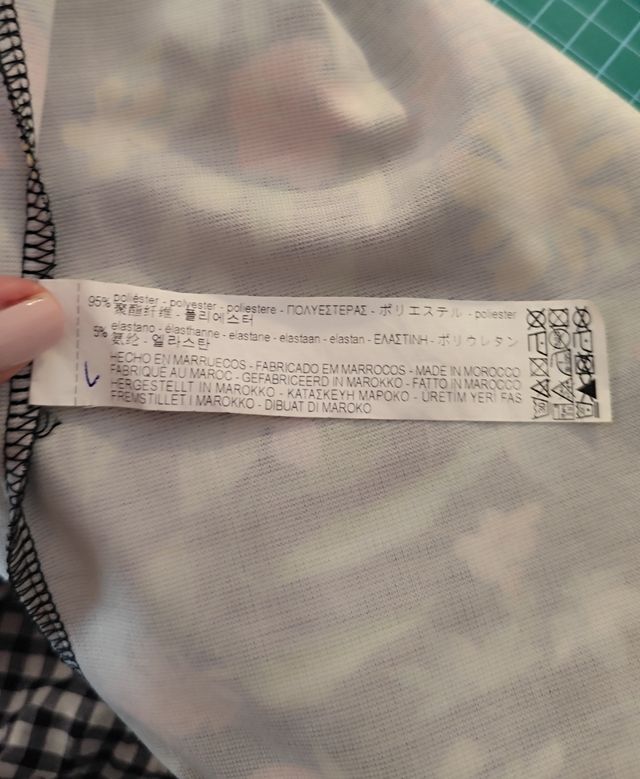 95% poliéster - polyester - poliestere - ΠΟΛΥΕΣΤΕΡΑΣ - ポリエステル - poliester
聚酯纤维 - 폴리에스터
5% elastano - élasthanne - elastane - elastaan - elastan - ΕΛΑΣΤΙΝΗ - ポリウレタン
氨纶 - 엘라스탄
HECHO EN MARRUECOS - FABRICADO EM MARROCOS - MADE IN MOROCCO
FABRIQUÉ AU MAROC - GEFABRICEERD IN MAROKKO - FATTO IN MAROCCO
HERGESTELLT IN MAROKKO - ΚΑΤΑΣΚΕΥΗ ΜΑΡΟΚΟ - ÜRETİM YERİ FAS
FREMSTILLET I MAROKKO - DIBUAT DI MAROKO